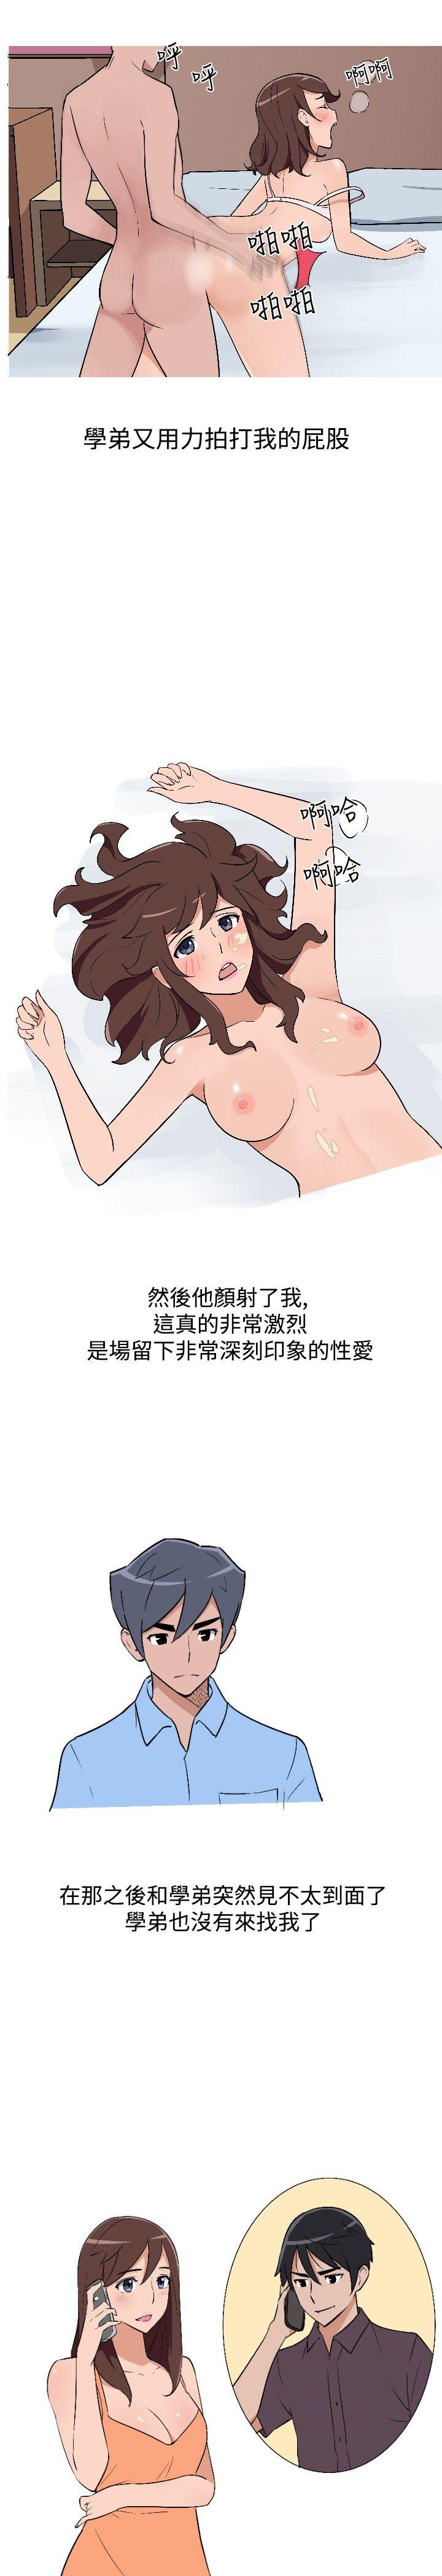 呼
呼
啊啊
啪啪
啪啪
學弟又用力拍打我的屁股
啊哈
啊哈
然後他顏射了我,
這真的非常激烈
是場留下非常深刻印象的性愛
在那之後和學弟突然見不太到面了
學弟也沒有來找我了